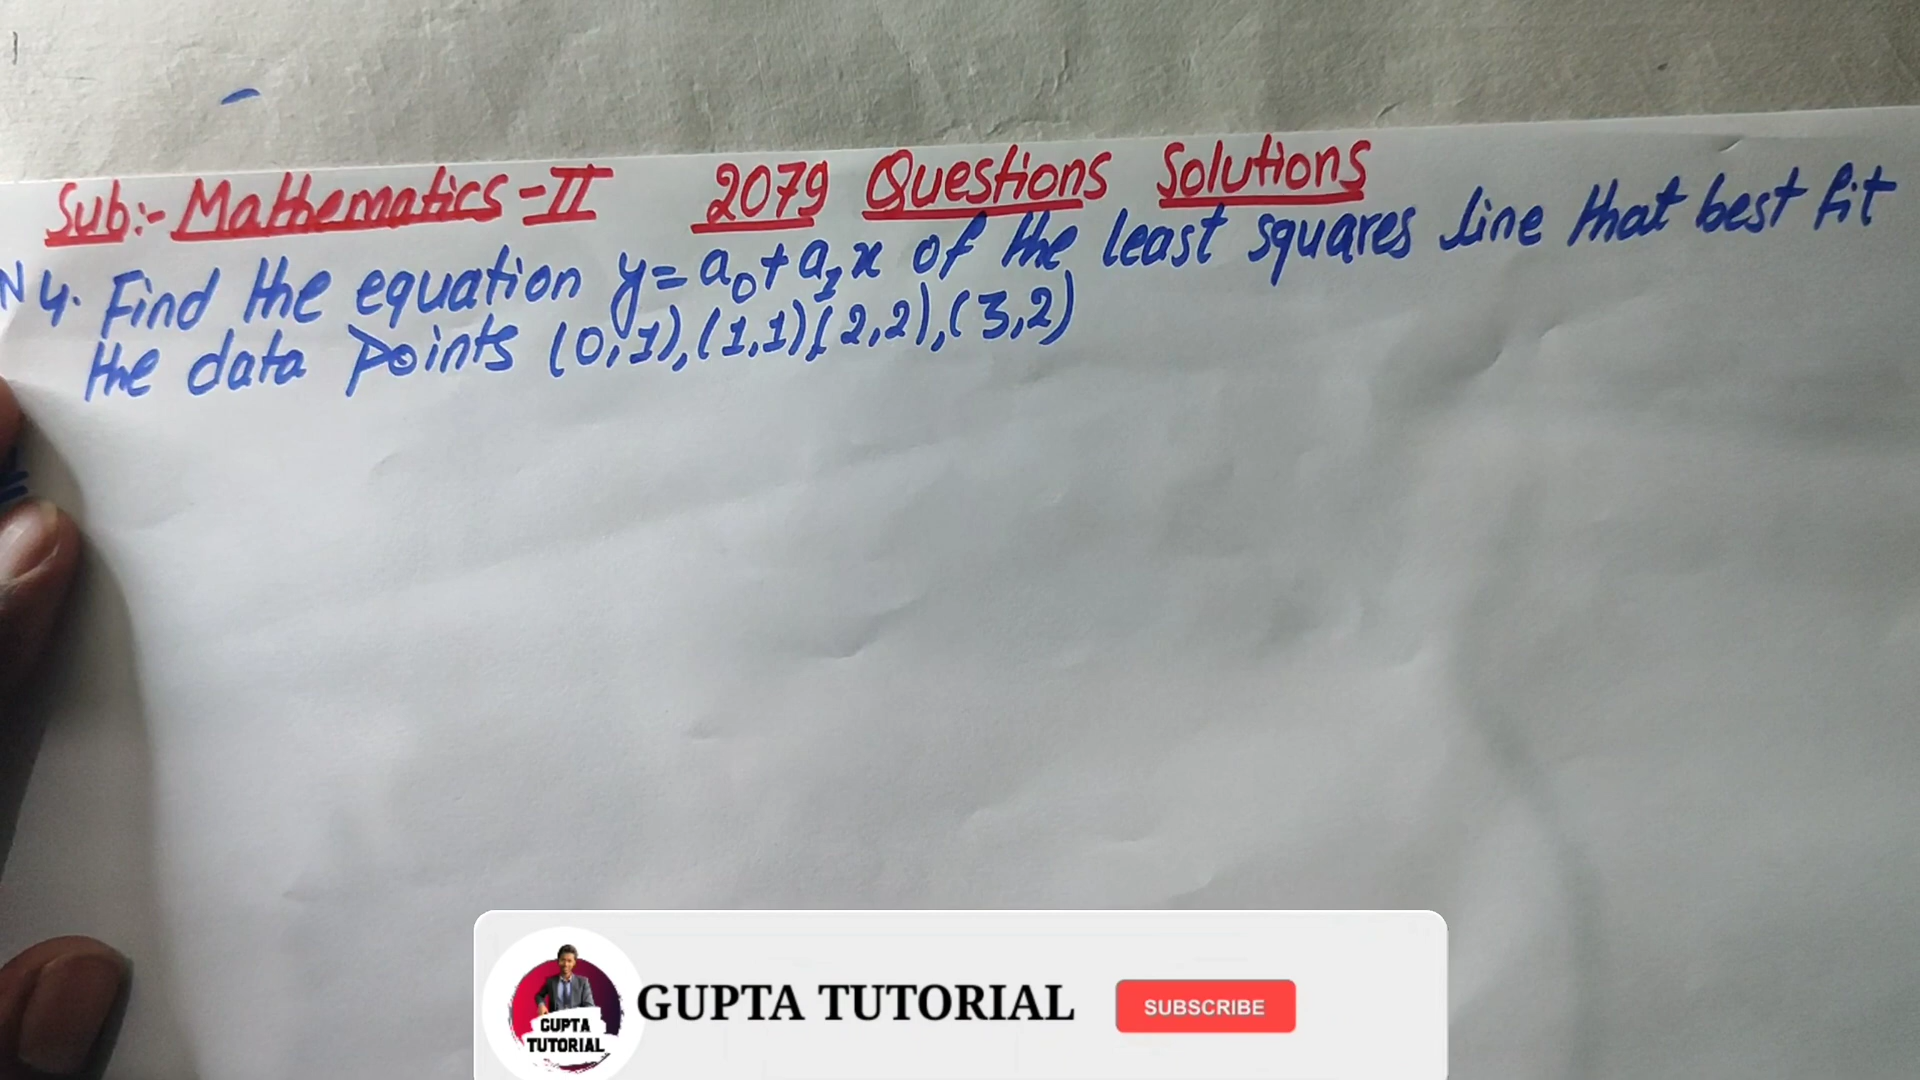 Sub:- Mathematics-II 2079 Questions Solutions
N 4. Find the equation y=a₀+a₁x of the least squares line that best fit
the data points (0,1),(1,1)(2,2),(3,2)
GUPTA TUTORIAL
GUPTA TUTORIAL
SUBSCRIBE